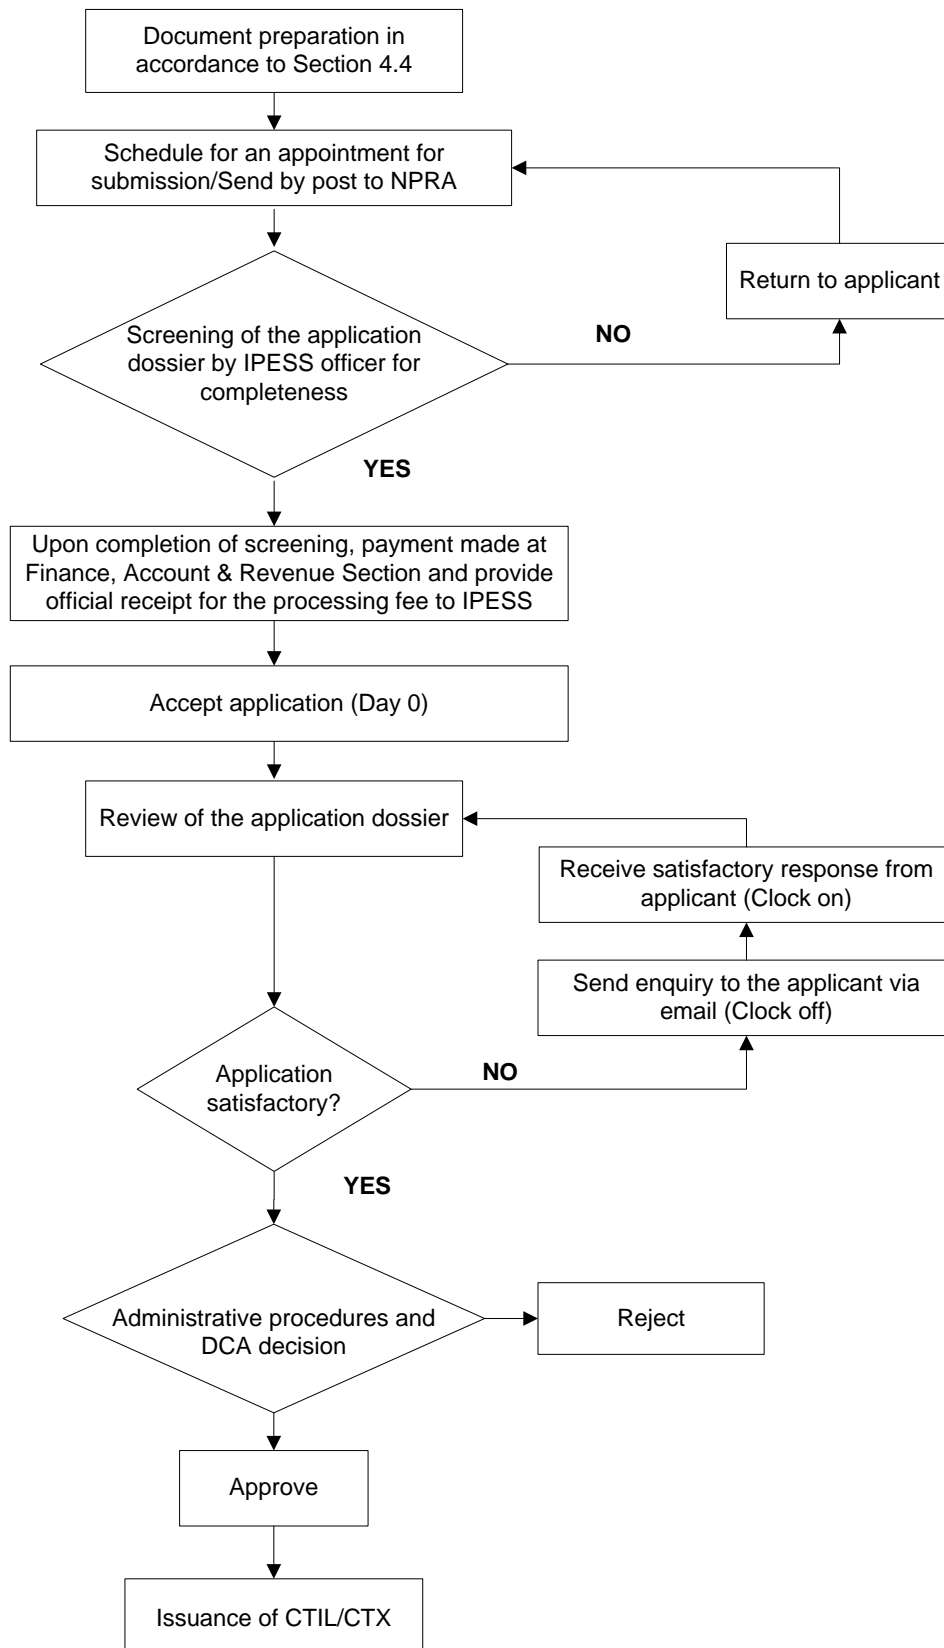 Document preparation in
accordance to Section 4.4
Schedule for an appointment for
submission/Send by post to NPRA
Return to applicant
Screening of the application
dossier by IPESS officer for
completeness
NO
YES
Upon completion of screening, payment made at
Finance, Account & Revenue Section and provide
official receipt for the processing fee to IPESS
Accept application (Day 0)
Review of the application dossier
Receive satisfactory response from
applicant (Clock on)
Send enquiry to the applicant via
email (Clock off)
Application
satisfactory?
NO
YES
Administrative procedures and
DCA decision
Reject
Approve
Issuance of CTIL/CTX